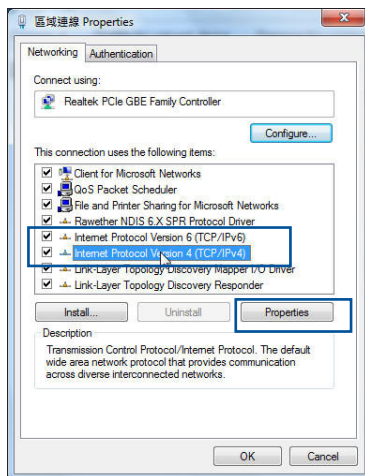 區域連線 Properties
Networking
Authentication
Connect using:
Realtek PCIe GBE Family Controller
Configure...
This connection uses the following items:
Client for Microsoft Networks
QoS Packet Scheduler
File and Printer Sharing for Microsoft Networks
Rawether NDIS 6.X SPR Protocol Driver
Internet Protocol Version 6 (TCP/IPv6)
Internet Protocol Version 4 (TCP/IPv4)
Link-Layer Topology Discovery Mapper I/O Driver
Link-Layer Topology Discovery Responder
Install...
Uninstall
Properties
Description
Transmission Control Protocol/Internet Protocol. The default
wide area network protocol that provides communication
across diverse interconnected networks.
OK
Cancel